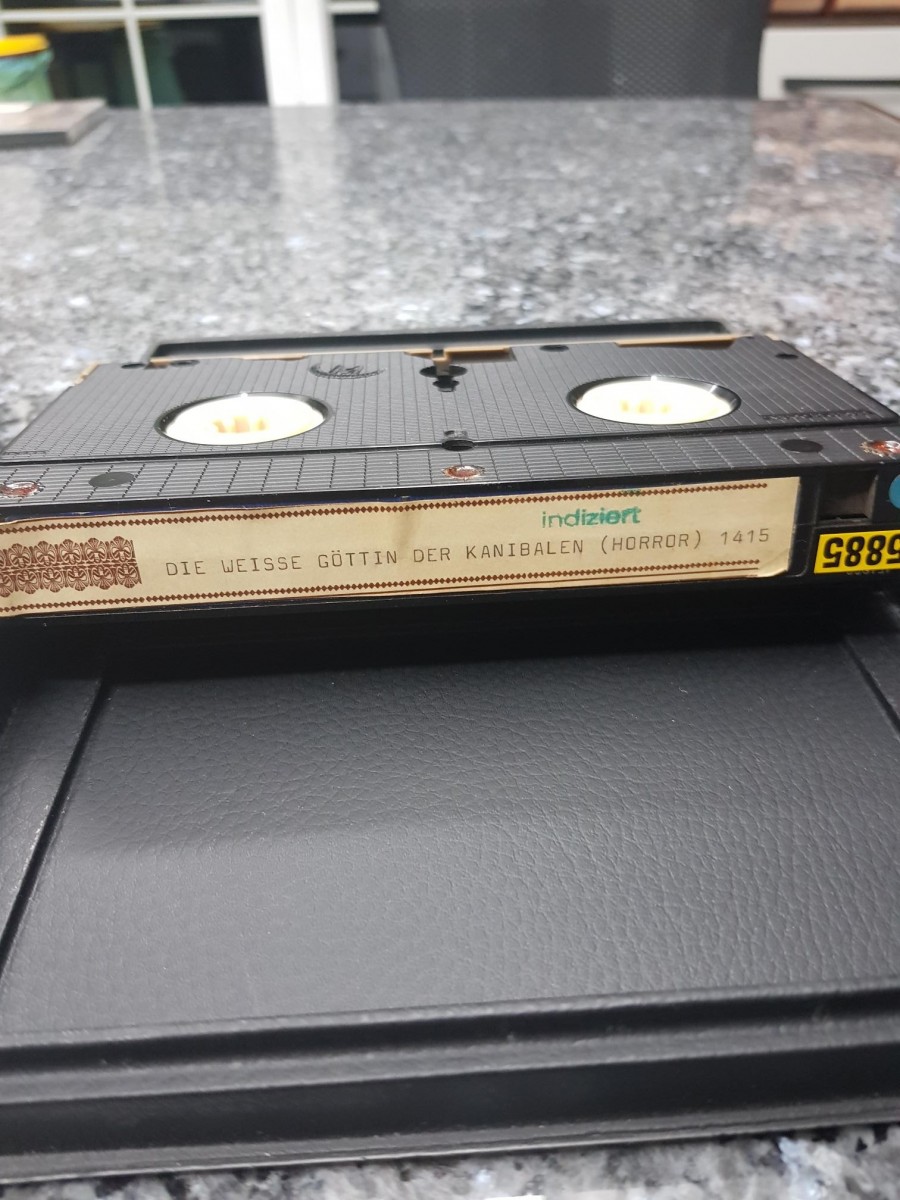 indiziert
DIE WEISSE GÖTTIN DER KANIBALEN (HORROR) 1415
5885